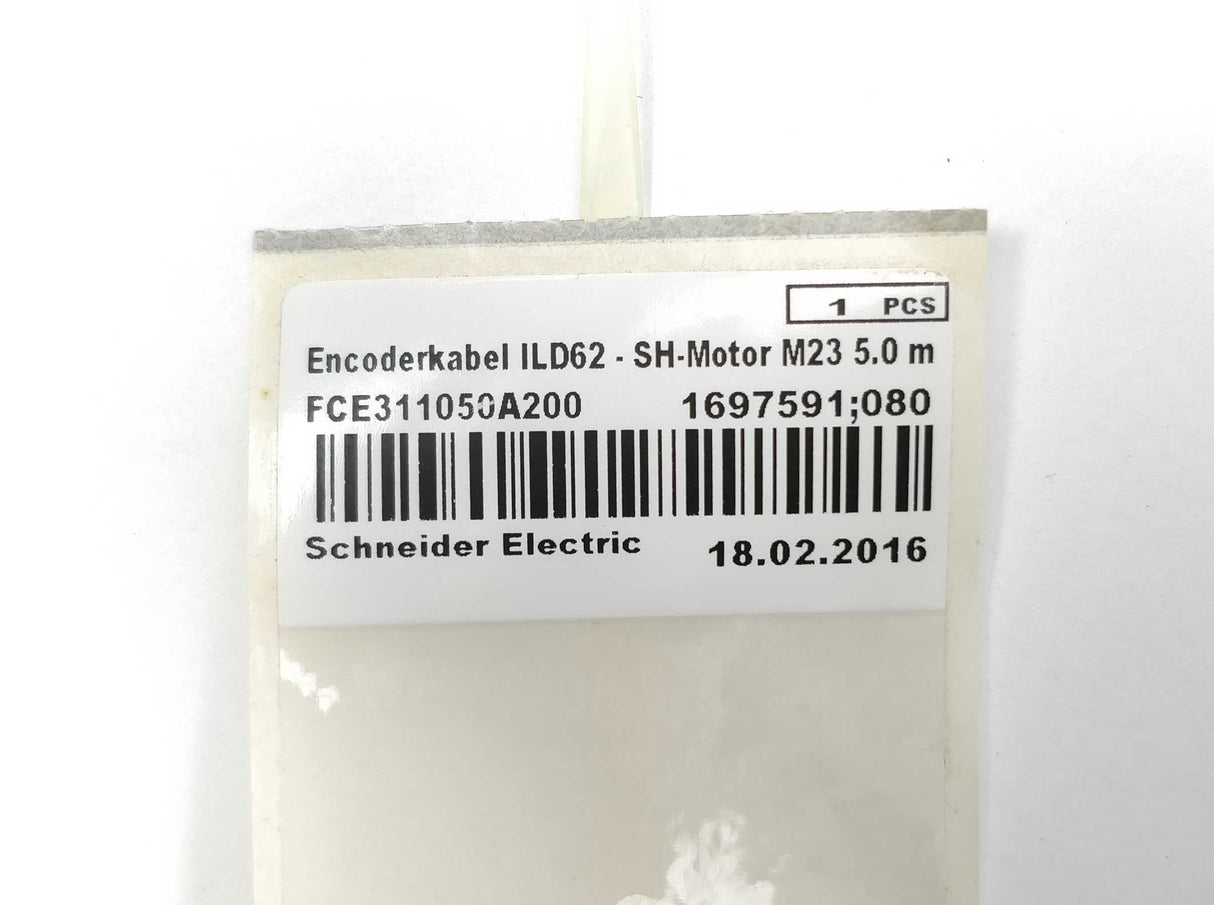 1 PCS
Encoderkabel ILD62 - SH-Motor M23 5.0 m
FCE311050A200 1697591;080
Schneider Electric 18.02.2016